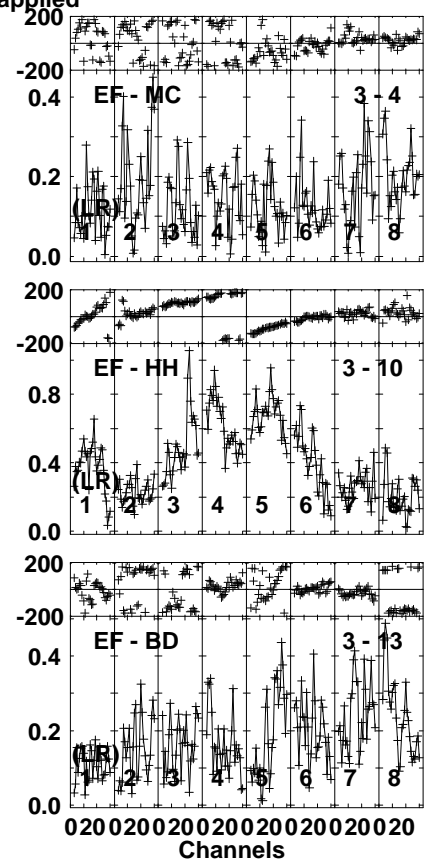 applied
200
-200
EF - MC 3 - 4
0.4
0.2
(LR)
1 2 3 4 5 6 7 8
0.0
200
-200
EF - HH 3 - 10
0.8
0.4
(LR)
1 2 3 4 5 6 7 8
0.0
200
-200
EF - BD 3 - 13
0.4
0.2
(LR)
1 2 3 4 5 6 7 8
0.0
020020020020020020020020
Channels